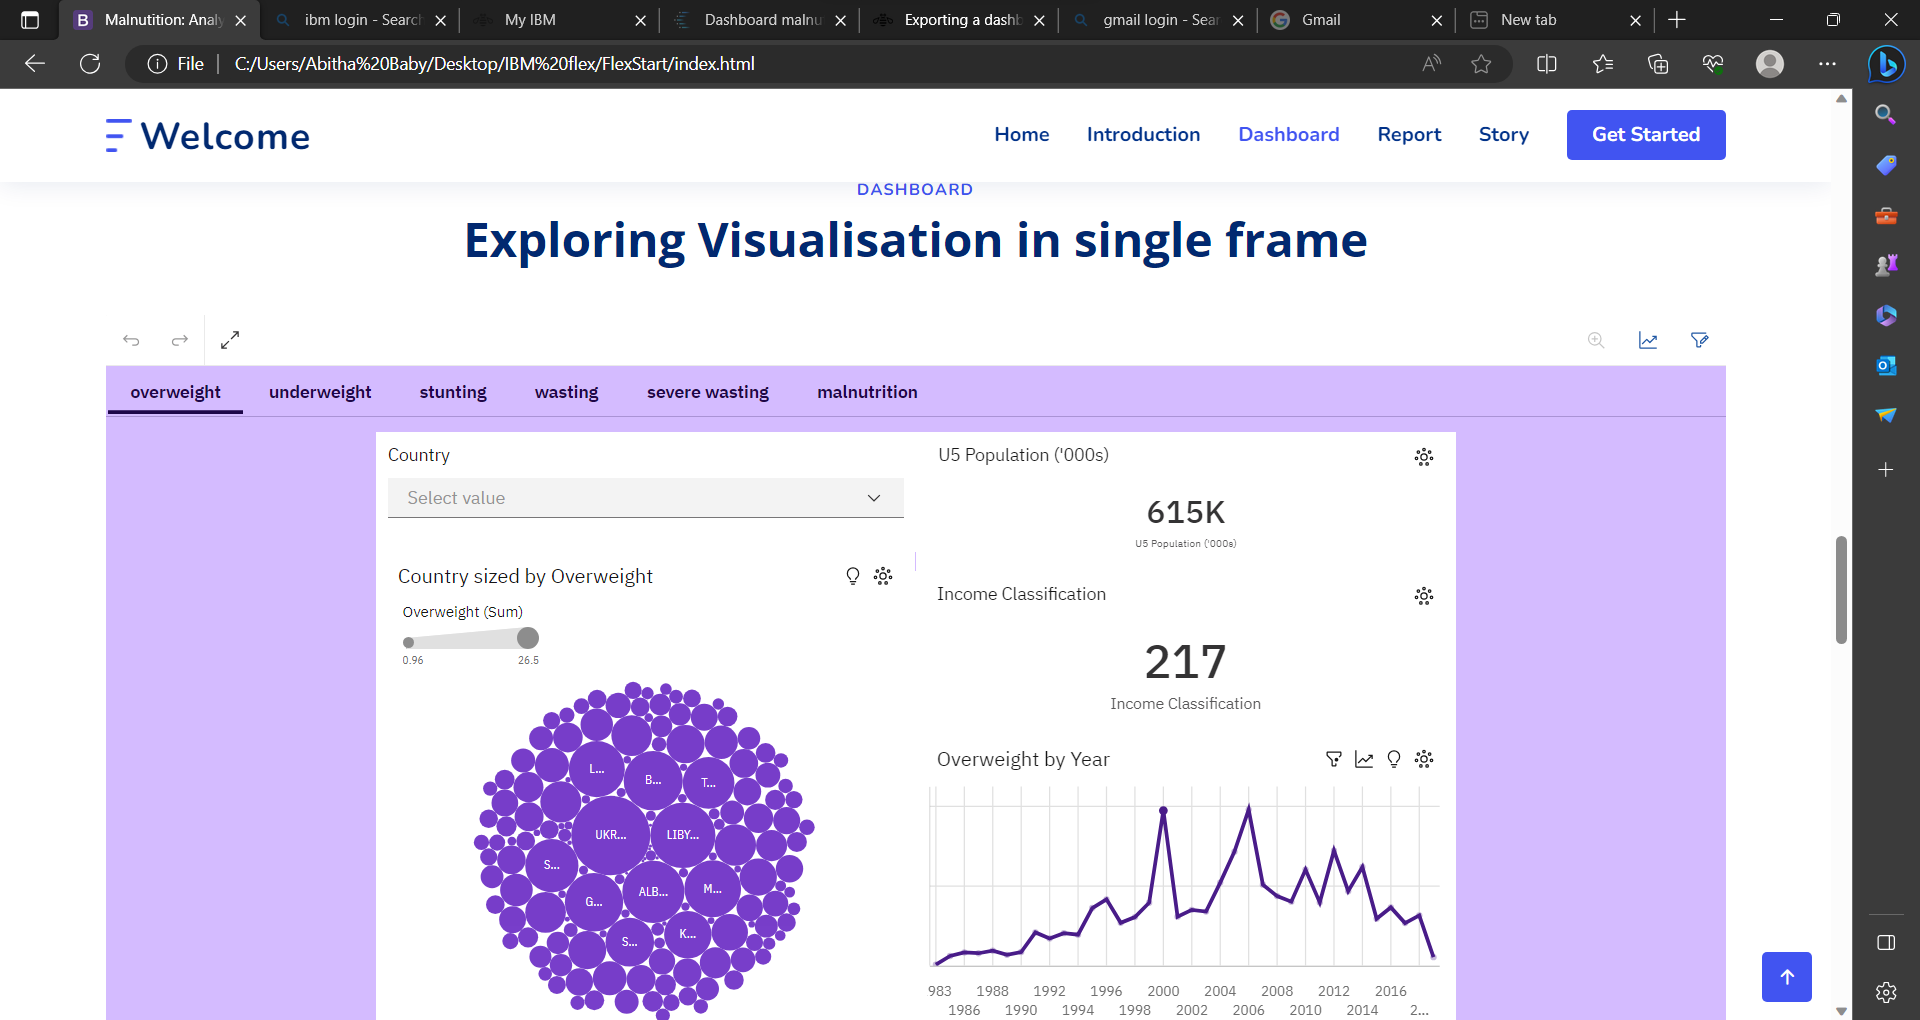 Malnutition: Analy
ibm login - Search
My IBM
Dashboard malnu
Exporting a dashb
gmail login - Sear
Gmail
New tab
File
C:/Users/Abitha%20Baby/Desktop/IBM%20flex/FlexStart/index.html
Welcome
Home
Introduction
Dashboard
Report
Story
Get Started
DASHBOARD
Exploring Visualisation in single frame
overweight
underweight
stunting
wasting
severe wasting
malnutrition
Country
Select value
U5 Population ('000s)
615K
U5 Population ('000s)
Country sized by Overweight
Overweight (Sum)
0.96
26.5
Income Classification
217
Income Classification
L...
B...
T...
UKR...
LIBY...
S...
ALB...
M...
G...
S...
K...
Overweight by Year
983 1988 1992 1996 2000 2004 2008 2012 2016
1986 1990 1994 1998 2002 2006 2010 2014 2...